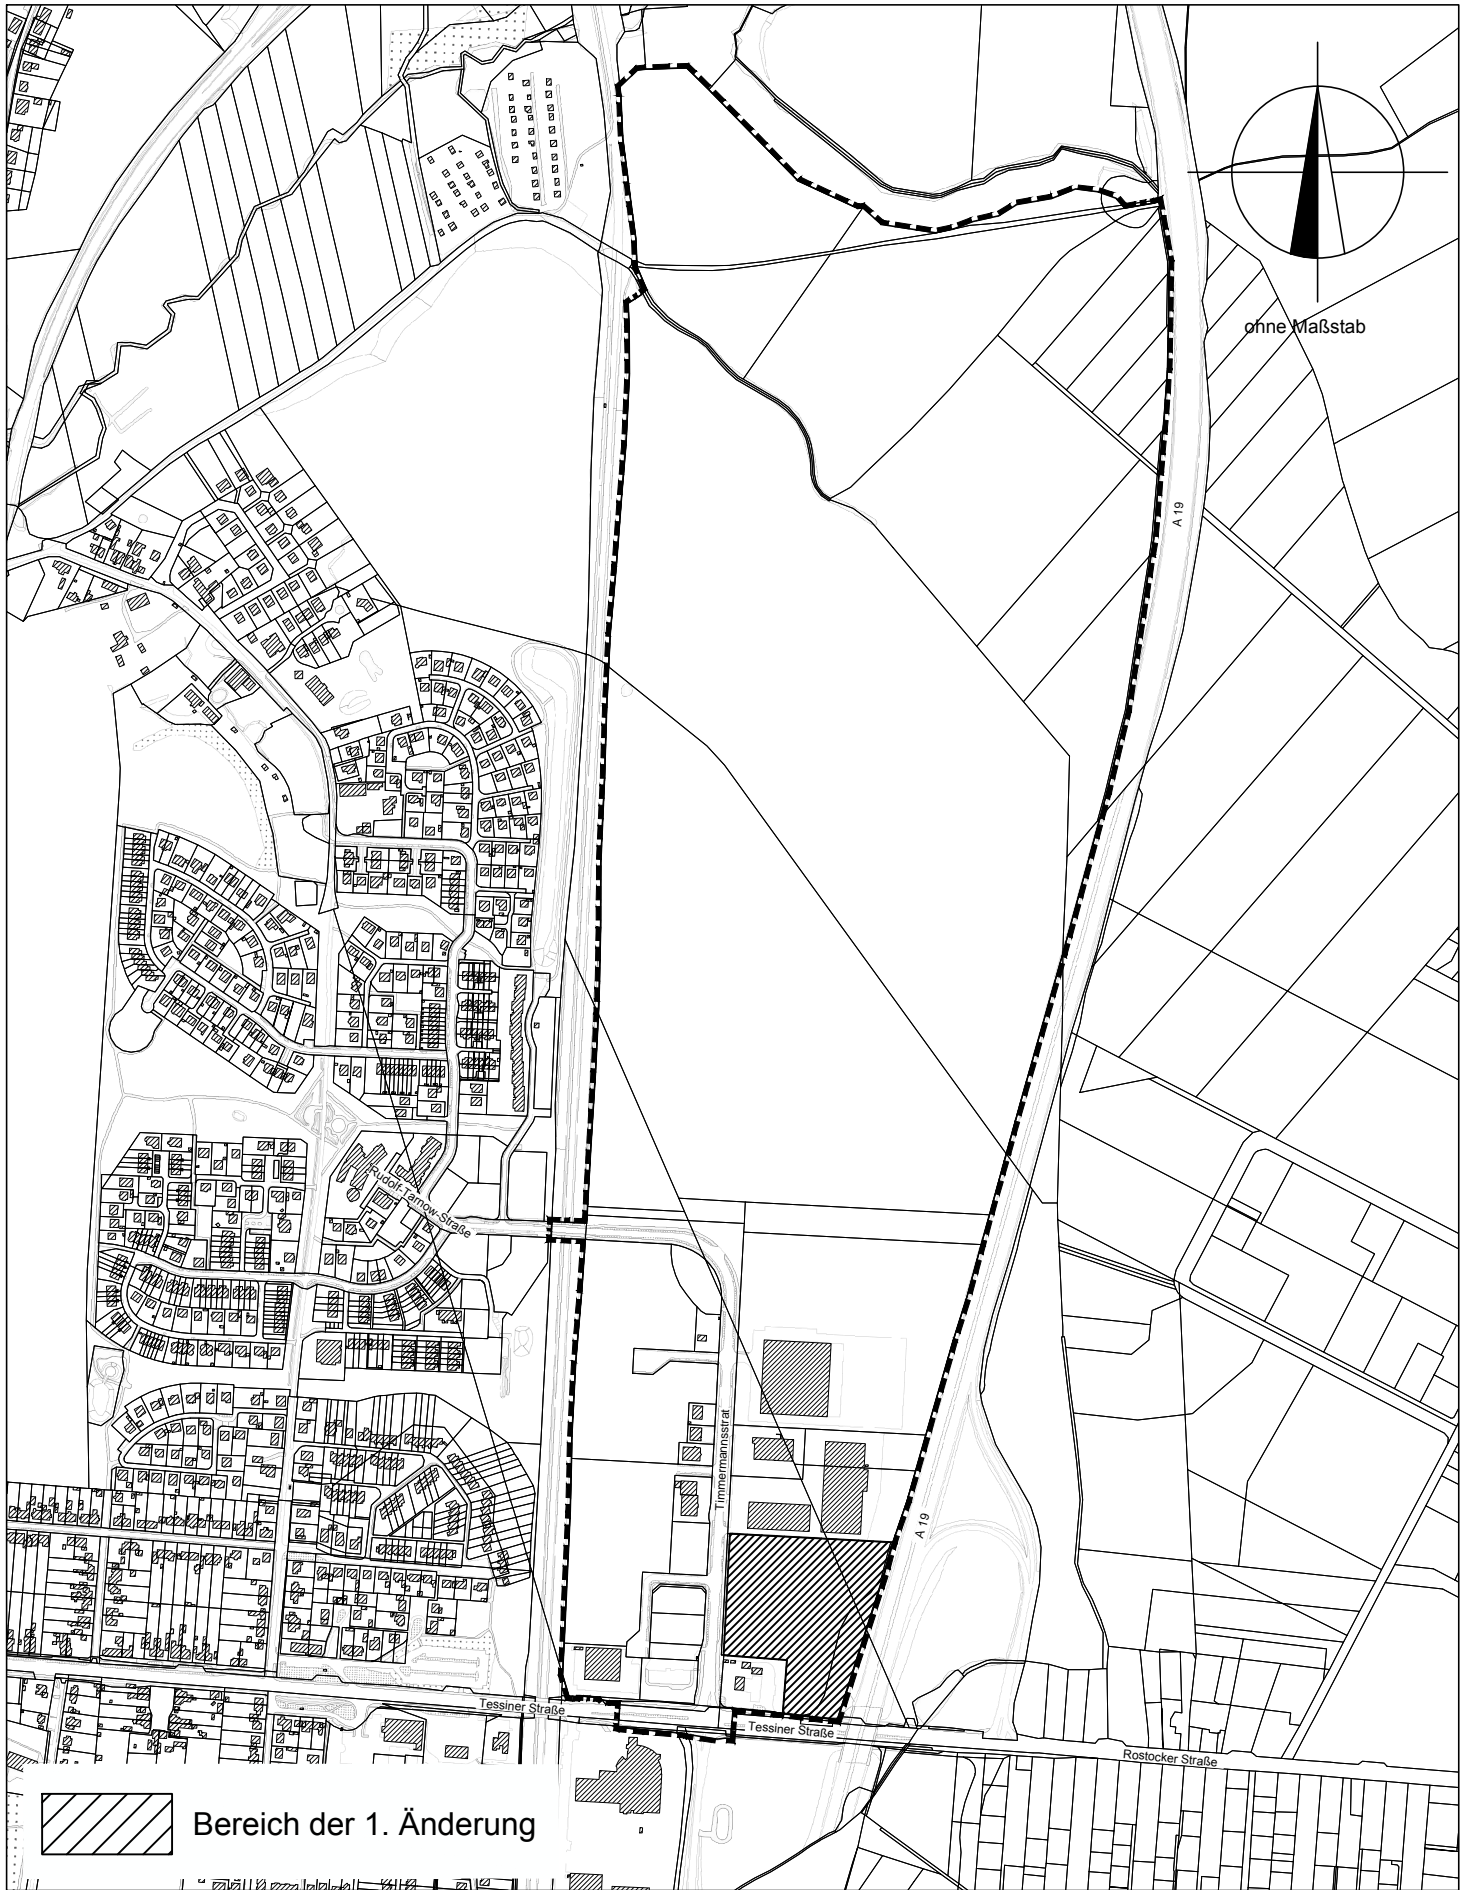 ohne Maßstab
A 19
Rudolf-Tarnow-Straße
Timmermannsstrat
A 19
Tessiner Straße
Tessiner Straße
Rostocker Straße
Bereich der 1. Änderung